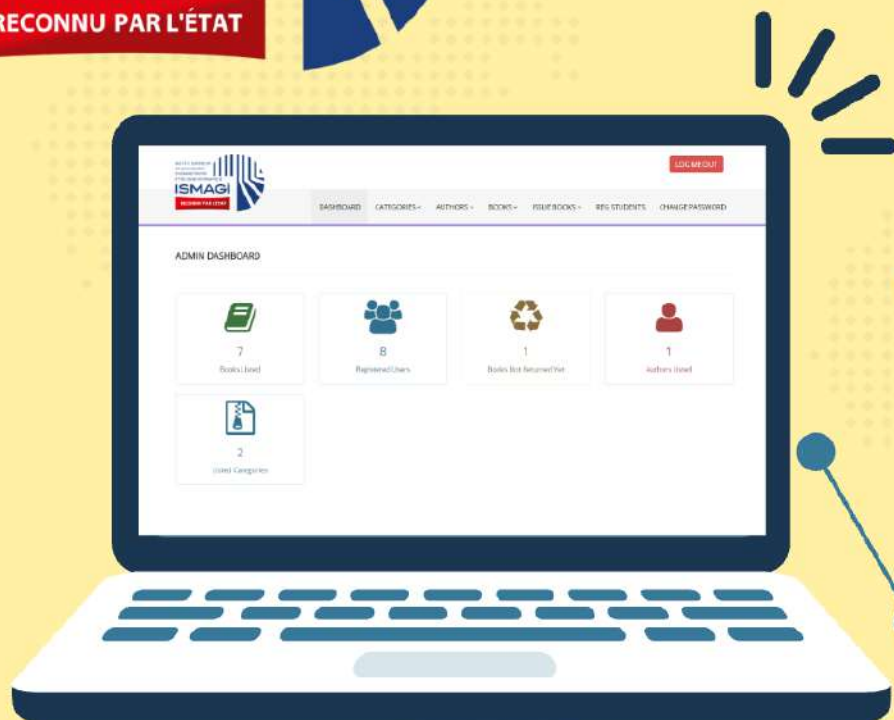 RECONNU PAR L'ÉTAT
LOG ME OUT
ISMAGI
DASHBOARD CATEGORIES AUTHORS BOOKS ISSUE BOOKS REG STUDENTS CHANGE PASSWORD
ADMIN DASHBOARD
7
Books Listed
8
Registered Users
1
Books Not Returned Yet
1
Authors Listed
2
Listed Categories